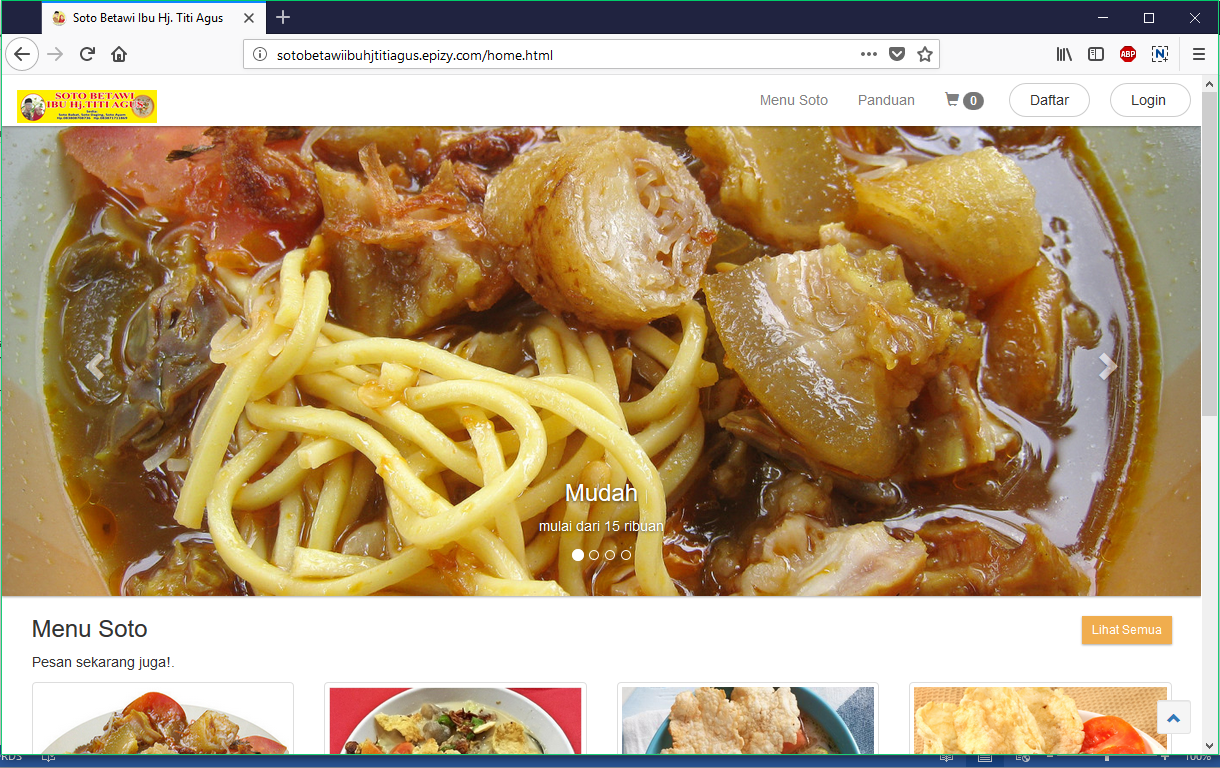 Soto Betawi Ibu Hj. Titi Agus
sotobetawiibuhjtitiagus.epizy.com/home.html
ABP
N
SOTO BETAWI
IBU Hj.TITI AGUS
Menu Soto
Panduan
0
Daftar
Login
Mudah
mulai dari 15 ribuan
Menu Soto
Lihat Semua
Pesan sekarang juga!.
100%